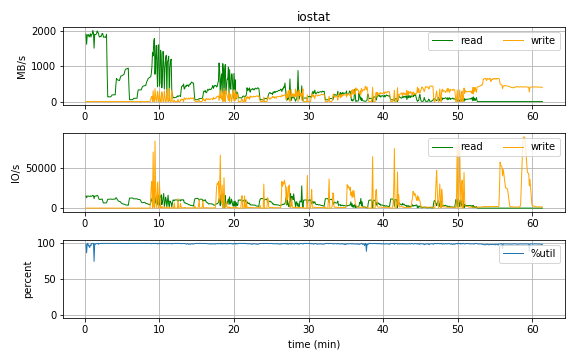 iostat
MB/s
2000
1000
0
read
write
0 10 20 30 40 50 60
IO/s
50000
0
read
write
0 10 20 30 40 50 60
percent
100
50
0
%util
0 10 20 30 40 50 60
time (min)